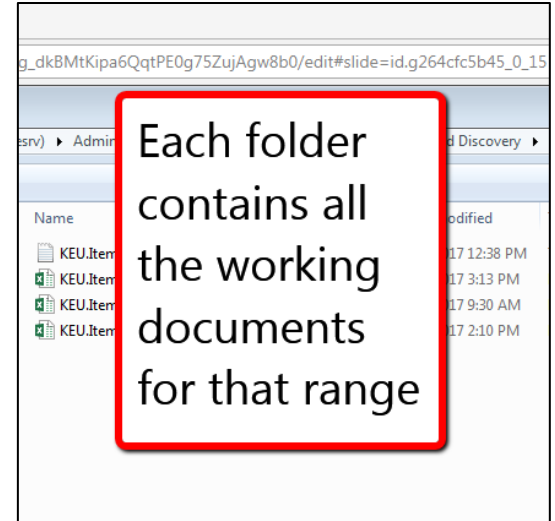 g_dkBMtKipa6QqtPE0g75ZujAgw8b0/edit#slide=id.g264cfc5b45_0_15
esrv) ▸ Admin d Discovery ▸
Each folder
contains all
the working
documents
for that range
Name odified
KEU.Item 17 12:38 PM
KEU.Item 17 3:13 PM
KEU.Item 17 9:30 AM
KEU.Item 17 2:10 PM